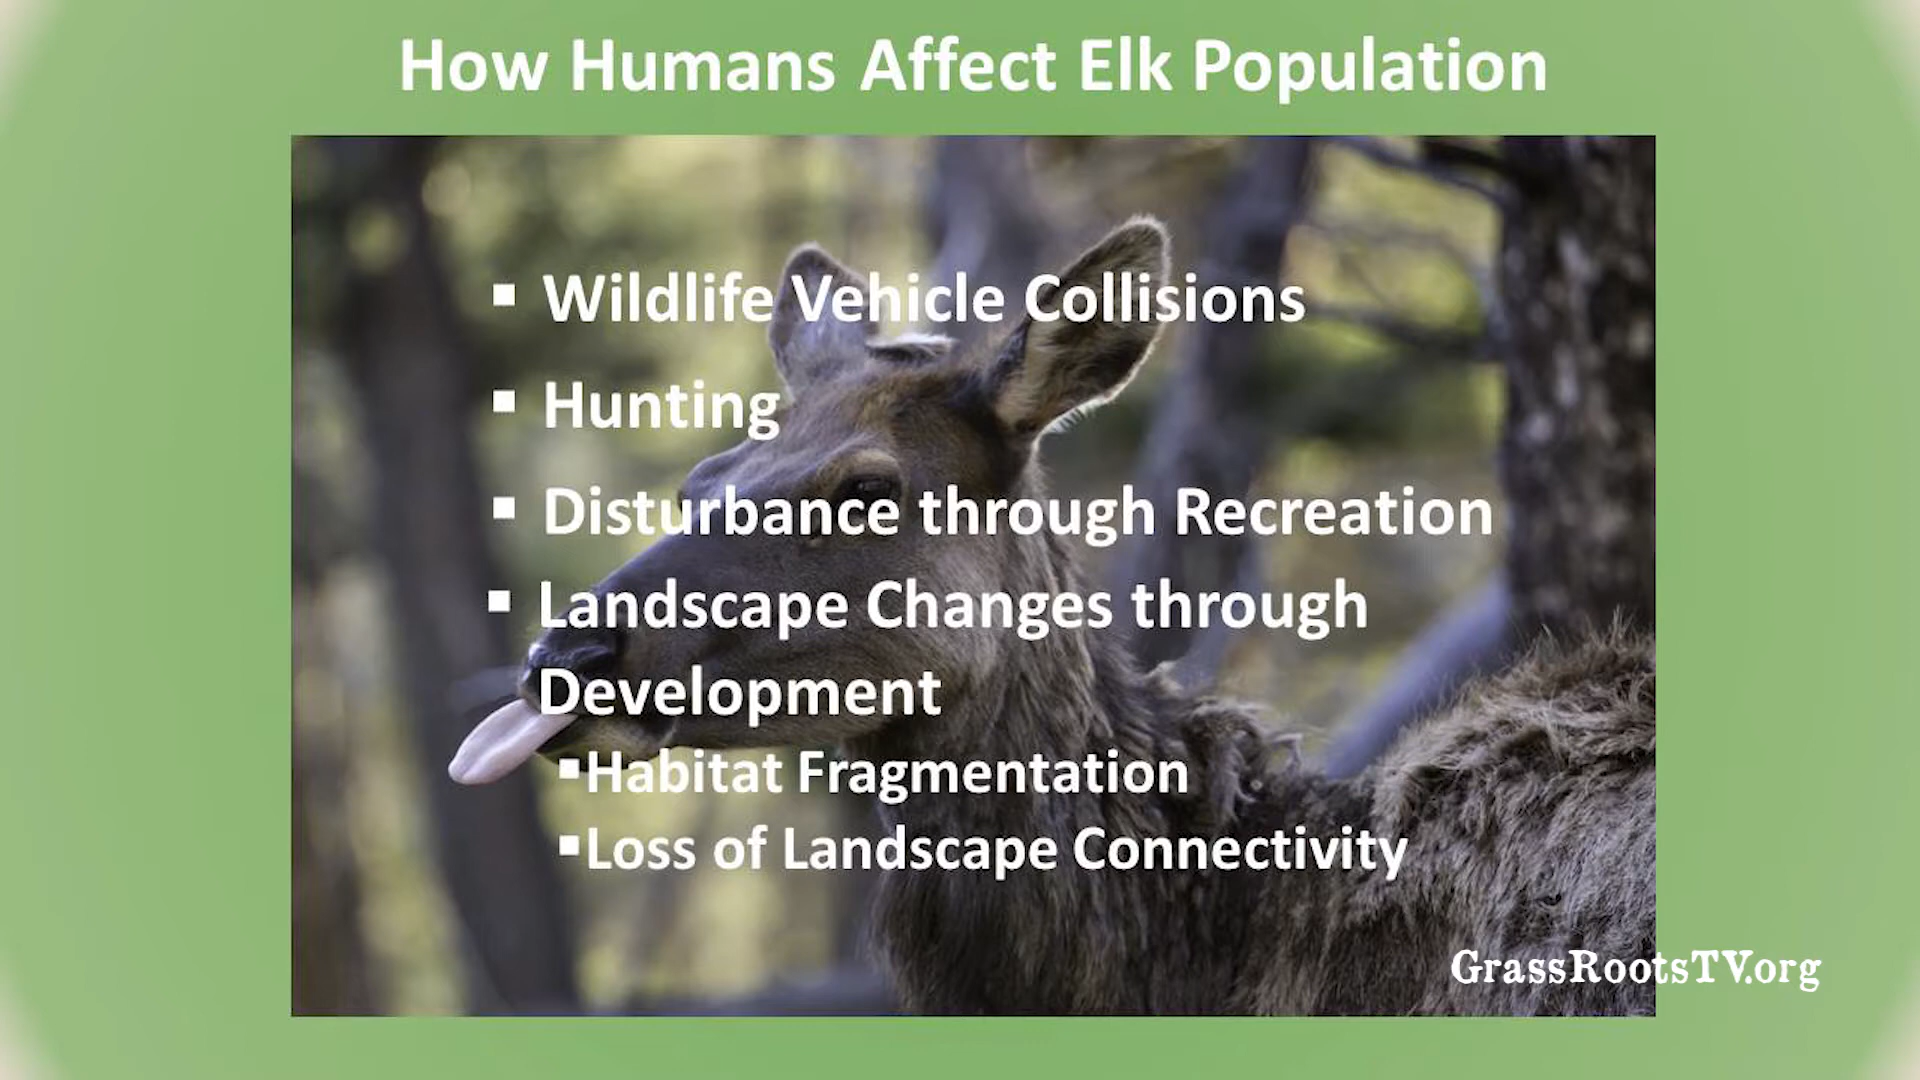 How Humans Affect Elk Population
▪ Wildlife Vehicle Collisions
▪ Hunting
▪ Disturbance through Recreation
▪ Landscape Changes through
Development
▪Habitat Fragmentation
▪Loss of Landscape Connectivity
GrassRootsTV.org